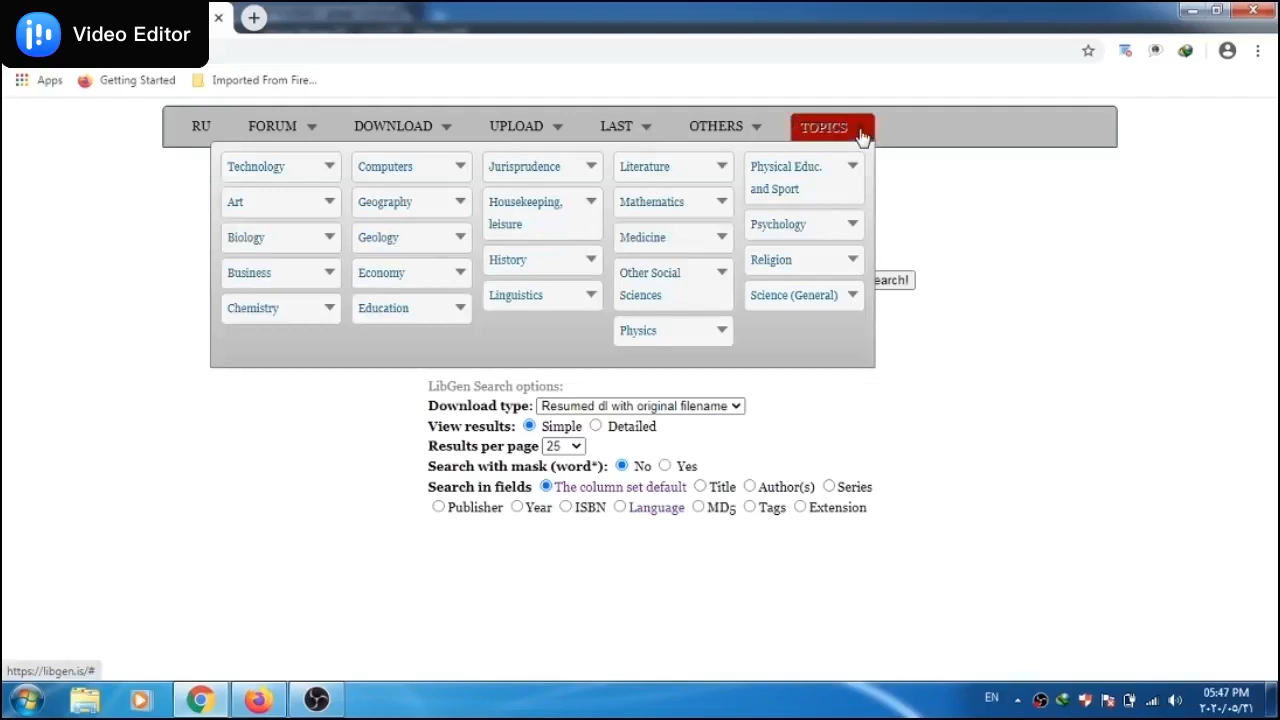 Video Editor
Apps Getting Started Imported From Fire...
RU FORUM DOWNLOAD UPLOAD LAST OTHERS TOPICS
Technology
Art
Biology
Business
Chemistry
Computers
Geography
Geology
Economy
Education
Jurisprudence
Housekeeping,
leisure
History
Linguistics
Literature
Mathematics
Medicine
Other Social
Sciences
Physics
Physical Educ.
and Sport
Psychology
Religion
Science (General)
earch!
LibGen Search options:
Download type: Resumed dl with original filename
View results: Simple Detailed
Results per page 25
Search with mask (word*): No Yes
Search in fields The column set default Title Author(s) Series
Publisher Year ISBN Language MD5 Tags Extension
https://libgen.is/#
EN 05:47 PM
۲۰۲۰/۰۵/۳۱